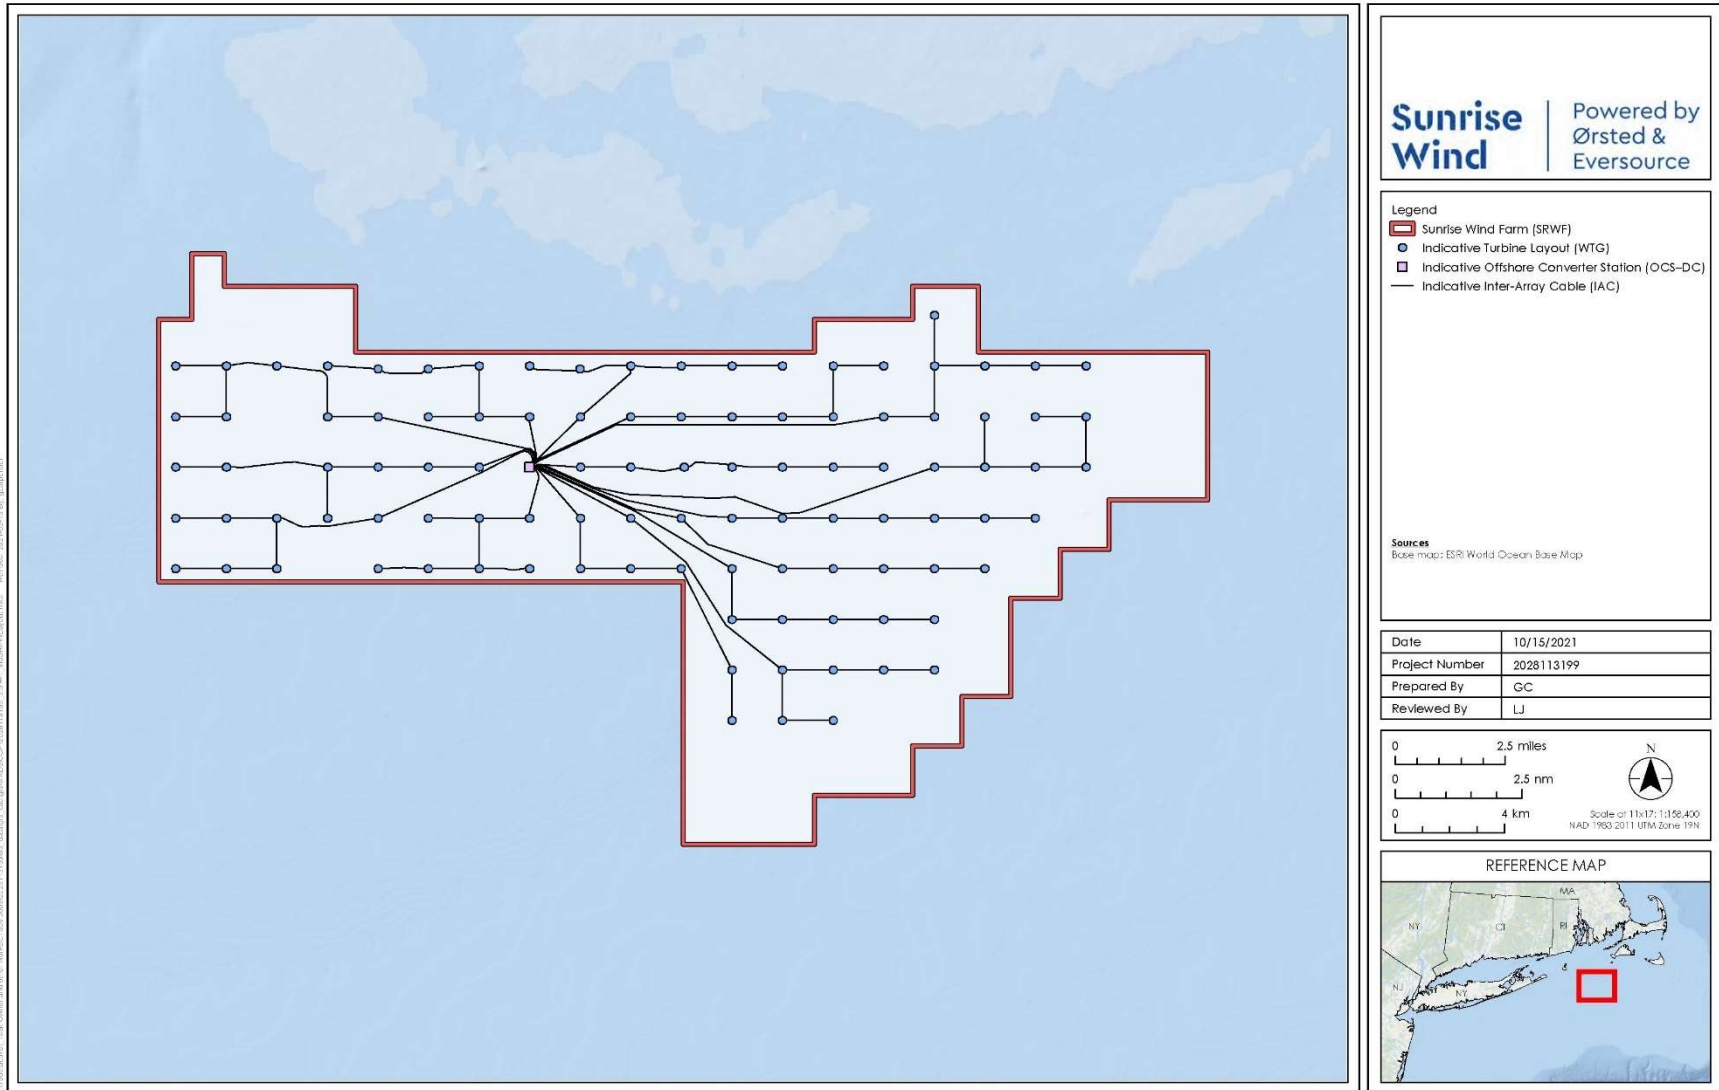 Sunrise Wind
Powered by Ørsted & Eversource
Legend
Sunrise Wind Farm (SRWF)
Indicative Turbine Layout (WTG)
Indicative Offshore Converter Station (OCS-DC)
Indicative Inter-Array Cable (IAC)
Sources
Base map: ESRI World Ocean Base Map
Date 10/15/2021
Project Number 2028113199
Prepared By GC
Reviewed By LJ
0 2.5 miles
0 2.5 nm
0 4 km
N
Scale at 11x17: 1:158,400
NAD 1983 2011 UTM Zone 19N
REFERENCE MAP
MA
NY
CT
RI
NJ
NY